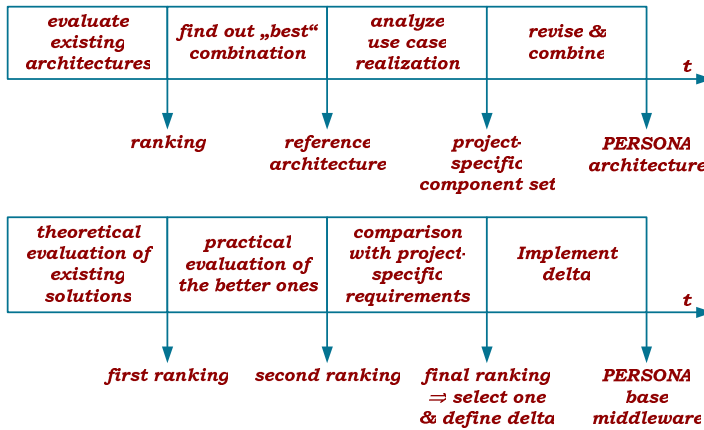 evaluate
existing
architectures
find out „best“
combination
analyze
use case
realization
revise &
combine
t
ranking
reference
architecture
project-
specific
component set
PERSONA
architecture
theoretical
evaluation of
existing
solutions
practical
evaluation of
the better ones
comparison
with project-
specific
requirements
Implement
delta
t
first ranking
second ranking
final ranking
⇒ select one
& define delta
PERSONA
base
middleware